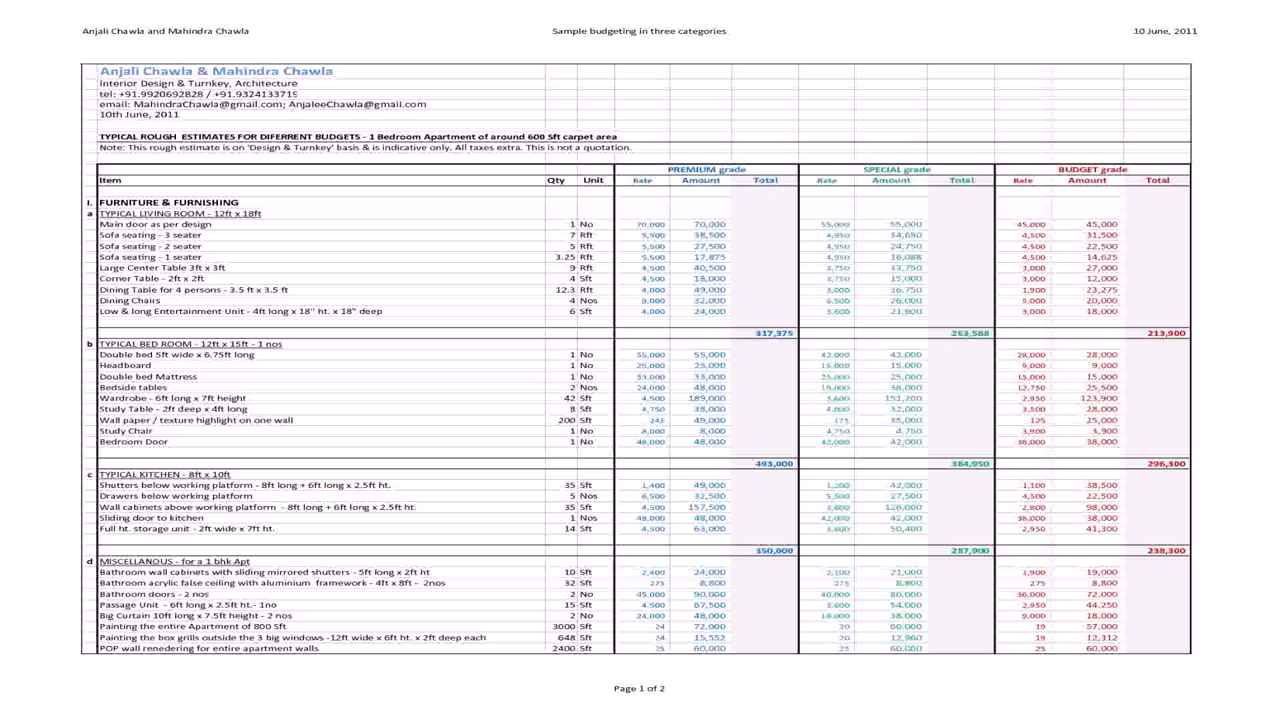 Anjali Chawla and Mahindra Chawla Sample budgeting in three categories 10 June, 2011
Anjali Chawla & Mahindra Chawla
Interior Design & Turnkey, Architecture
tel: +91.9920692828 / +91.9324133715
email: MahindraChawla@gmail.com; AnjaleeChawla@gmail.com
10th June, 2011
TYPICAL ROUGH ESTIMATES FOR DIFERRENT BUDGETS - 1 Bedroom Apartment of around 600 Sft carpet area
Note: This rough estimate is on 'Design & Turnkey' basis & is indicative only. All taxes extra. This is not a quotation.
PREMIUM grade SPECIAL grade BUDGET grade
Item Qty Unit Rate Amount Total Rate Amount Total Rate Amount Total
I. FURNITURE & FURNISHING
a TYPICAL LIVING ROOM - 12ft x 18ft
Main door as per design 1 No 70,000 70,000 55,000 55,000 45,000 45,000
Sofa seating - 3 seater 7 Rft 5,500 38,500 4,950 34,650 4,500 31,500
Sofa seating - 2 seater 5 Rft 5,500 27,500 4,950 24,750 4,500 22,500
Sofa seating - 1 seater 3.25 Rft 5,500 17,875 4,950 16,088 4,500 14,625
Large Center Table 3ft x 3ft 9 Rft 4,500 40,500 3,750 33,750 3,000 27,000
Corner Table - 2ft x 2ft 4 Sft 4,500 18,000 3,750 15,000 3,000 12,000
Dining Table for 4 persons - 3.5 ft x 3.5 ft 12.3 Rft 4,000 49,000 3,000 36,750 1,900 23,275
Dining Chairs 4 Nos 8,000 32,000 6,500 26,000 5,000 20,000
Low & long Entertainment Unit - 4ft long x 18" ht. x 18" deep 6 Sft 4,000 24,000 3,600 21,600 3,000 18,000
317,375 263,588 213,900
b TYPICAL BED ROOM - 12ft x 15ft - 1 nos
Double bed 5ft wide x 6.75ft long 1 No 55,000 55,000 42,000 42,000 28,000 28,000
Headboard 1 No 25,000 25,000 15,000 15,000 9,000 9,000
Double bed Mattress 1 No 33,000 33,000 25,000 25,000 15,000 15,000
Bedside tables 2 Nos 24,000 48,000 19,000 38,000 12,750 25,500
Wardrobe - 6ft long x 7ft height 42 Sft 4,500 189,000 3,600 151,200 2,950 123,900
Study Table - 2ft deep x 4ft long 8 Sft 4,750 38,000 4,000 32,000 3,500 28,000
Wall paper / texture highlight on one wall 200 Sft 245 49,000 175 35,000 125 25,000
Study Chair 1 No 8,000 8,000 4,750 4,750 3,900 3,900
Bedroom Door 1 No 48,000 48,000 42,000 42,000 38,000 38,000
493,000 384,950 296,300
c TYPICAL KITCHEN - 8ft x 10ft
Shutters below working platform - 8ft long + 6ft long x 2.5ft ht. 35 Sft 1,400 49,000 1,200 42,000 1,100 38,500
Drawers below working platform 5 Nos 6,500 32,500 5,500 27,500 4,500 22,500
Wall cabinets above working platform - 8ft long + 6ft long x 2.5ft ht. 35 Sft 4,500 157,500 3,600 126,000 2,800 98,000
Sliding door to kitchen 1 Nos 48,000 48,000 42,000 42,000 38,000 38,000
Full ht. storage unit - 2ft wide x 7ft ht. 14 Sft 4,500 63,000 3,600 50,400 2,950 41,300
350,000 287,900 238,300
d MISCELLANOUS - for a 1 bhk Apt
Bathroom wall cabinets with sliding mirrored shutters - 5ft long x 2ft ht 10 Sft 2,400 24,000 2,100 21,000 1,900 19,000
Bathroom acrylic false ceiling with aluminium framework - 4ft x 8ft - 2nos 32 Sft 275 8,800 275 8,800 275 8,800
Bathroom doors - 2 nos 2 No 45,000 90,000 40,000 80,000 36,000 72,000
Passage Unit - 6ft long x 2.5ft ht.- 1no 15 Sft 4,500 67,500 3,600 54,000 2,950 44,250
Big Curtain 10ft long x 7.5ft height - 2 nos 2 No 24,000 48,000 19,000 38,000 9,000 18,000
Painting the entire Apartment of 800 Sft 3000 Sft 24 72,000 20 60,000 19 57,000
Painting the box grills outside the 3 big windows -12ft wide x 6ft ht. x 2ft deep each 648 Sft 24 15,552 20 12,960 19 12,312
POP wall renedering for entire apartment walls 2400 Sft 25 60,000 25 60,000 25 60,000
Page 1 of 2